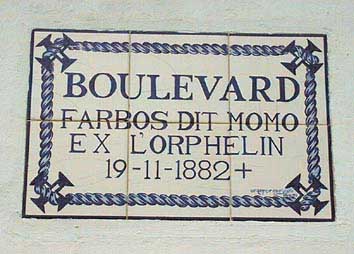 BOULEVARD
FARBOS DIT MOMO
EX L'ORPHELIN
19-11-1882+